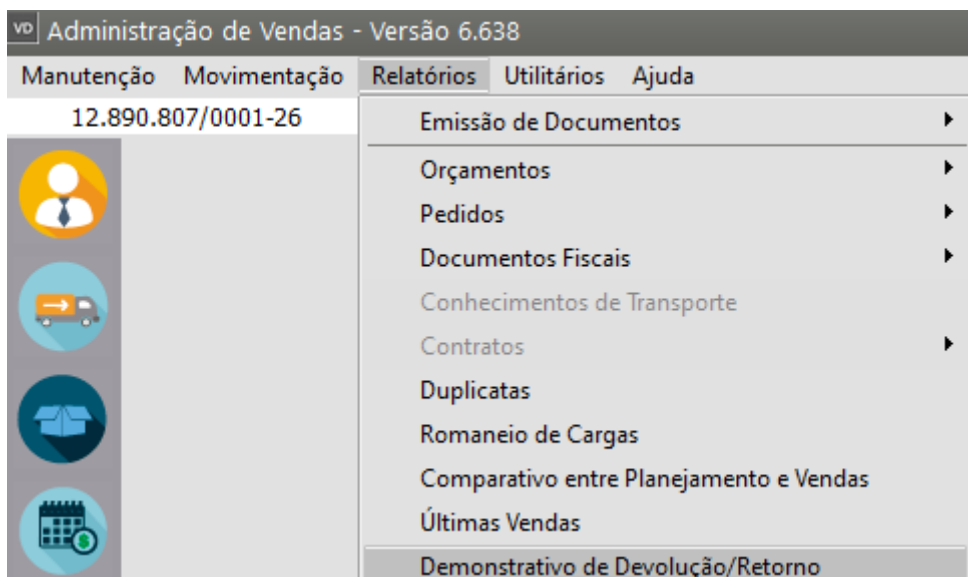 VD Administração de Vendas - Versão 6.638
Manutenção Movimentação Relatórios Utilitários Ajuda
12.890.807/0001-26
Emissão de Documentos
Orçamentos
Pedidos
Documentos Fiscais
Conhecimentos de Transporte
Contratos
Duplicatas
Romaneio de Cargas
Comparativo entre Planejamento e Vendas
Últimas Vendas
Demonstrativo de Devolução/Retorno